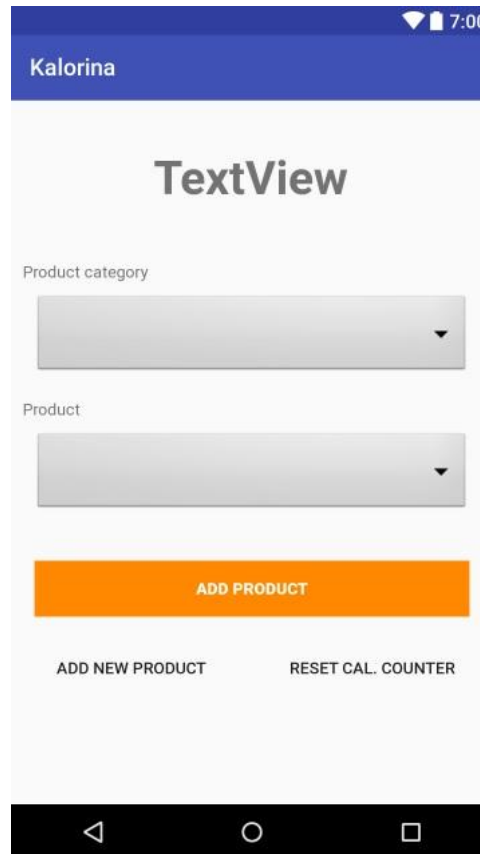 7:00
Kalorina
TextView
Product category
Product
ADD PRODUCT
ADD NEW PRODUCT RESET CAL. COUNTER